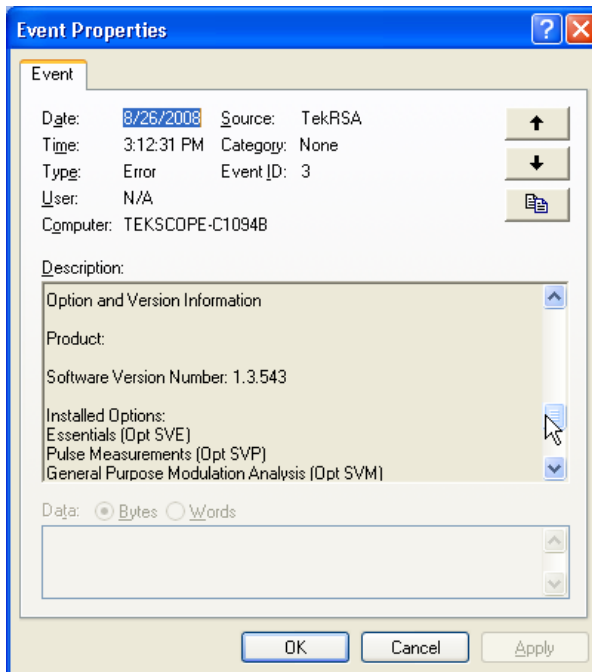 Event Properties
Event
Date: 8/26/2008 Source: TekRSA
Time: 3:12:31 PM Category: None
Type: Error Event ID: 3
User: N/A
Computer: TEKSCOPE-C1094B
Description:
Option and Version Information
Product:
Software Version Number: 1.3.543
Installed Options:
Essentials (Opt SVE)
Pulse Measurements (Opt SVP)
General Purpose Modulation Analysis (Opt SVM)
Data: Bytes Words
OK Cancel Apply